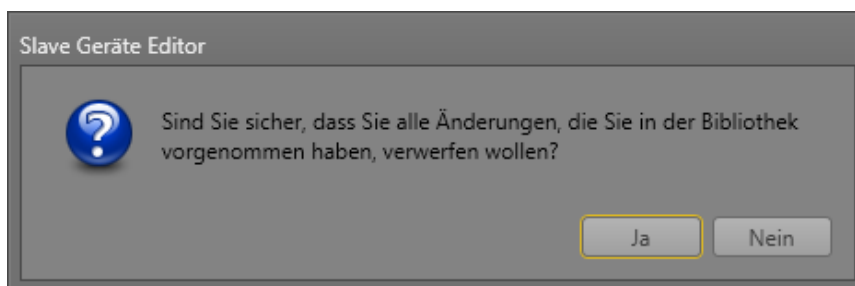 Slave Geräte Editor
Sind Sie sicher, dass Sie alle Änderungen, die Sie in der Bibliothek
vorgenommen haben, verwerfen wollen?
Ja
Nein